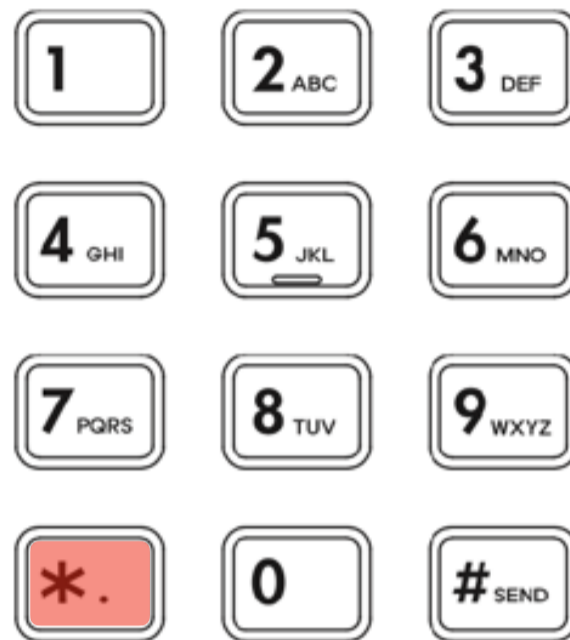 1 2 ABC 3 DEF
4 GHI 5 JKL 6 MNO
7 PQRS 8 TUV 9 WXYZ
*. 0 # SEND